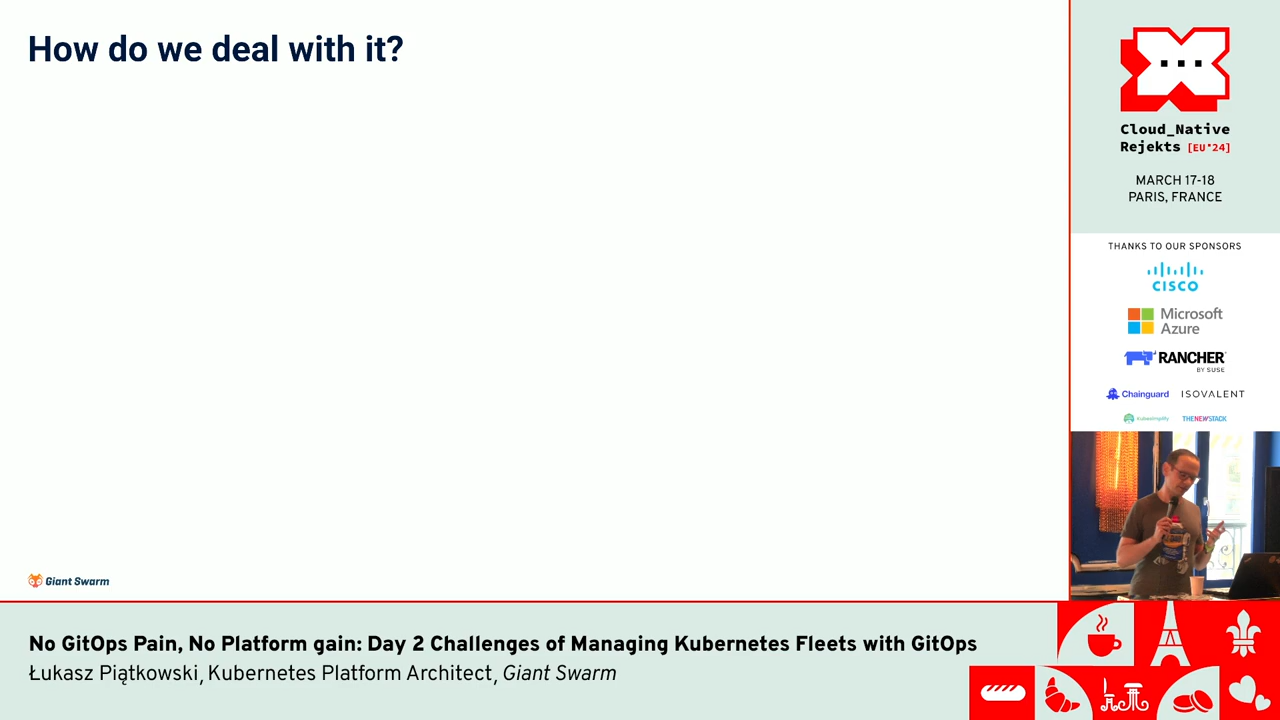 How do we deal with it?
Giant Swarm
Cloud_Native
Rejekts [EU*24]
MARCH 17-18
PARIS, FRANCE
THANKS TO OUR SPONSORS
CISCO
Microsoft
Azure
RANCHER
BY SUSE
Chainguard ISOVALENT
kubesimplify THENEWSTACK
No GitOps Pain, No Platform gain: Day 2 Challenges of Managing Kubernetes Fleets with GitOps
Łukasz Piątkowski, Kubernetes Platform Architect, Giant Swarm